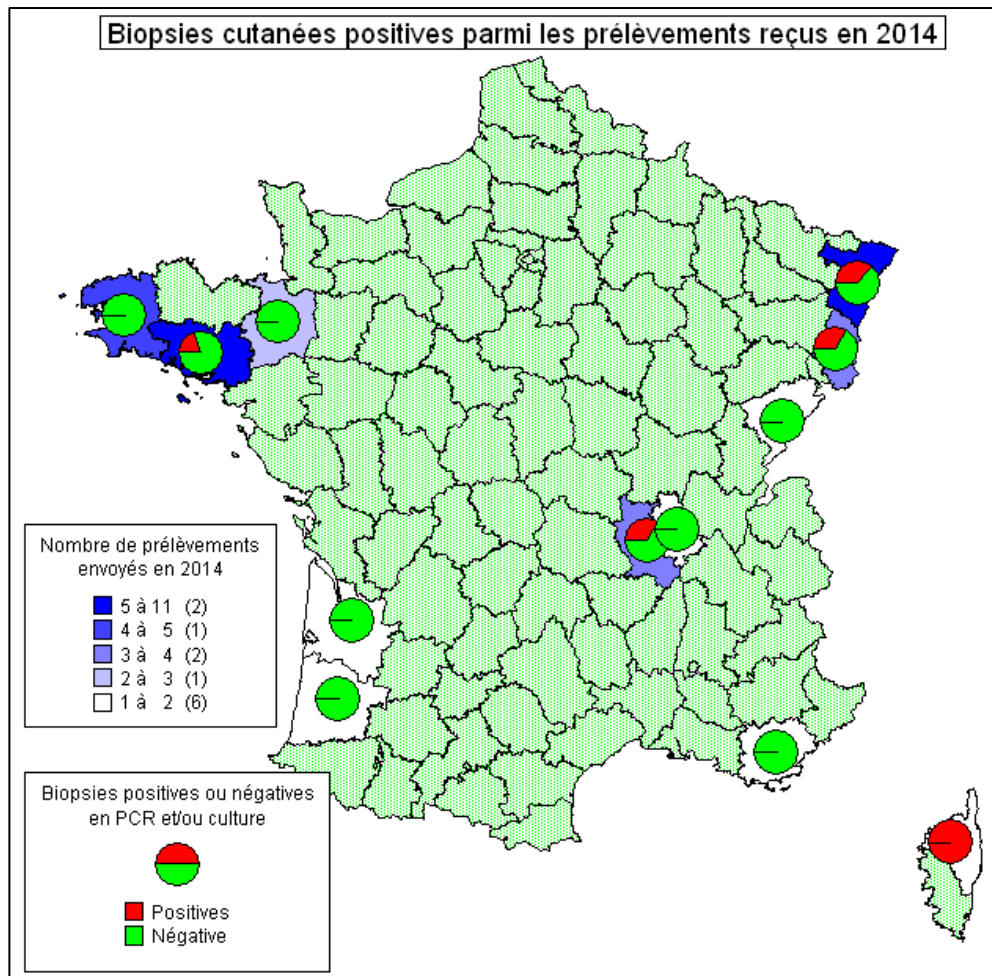 Biopsies cutanées positives parmi les prélèvements reçus en 2014
Nombre de prélèvements
envoyés en 2014
5 à 11 (2)
4 à 5 (1)
3 à 4 (2)
2 à 3 (1)
1 à 2 (6)
Biopsies positives ou négatives
en PCR et/ou culture
Positives
Négative